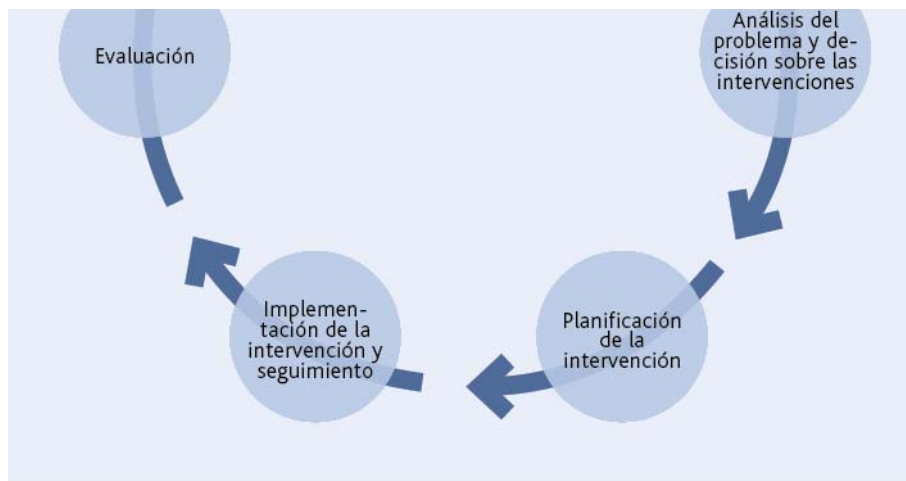 Evaluación
Análisis del
problema y de-
cisión sobre las
intervenciones
Implemen-
tación de la
intervención y
seguimiento
Planificación
de la
intervención